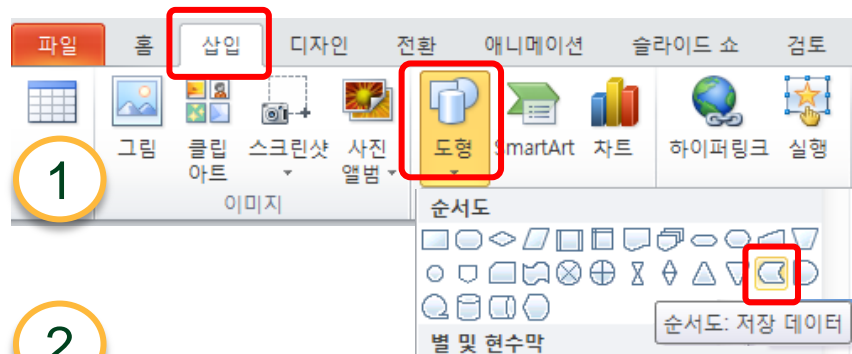 파일 홈 삽입 디자인 전환 애니메이션 슬라이드 쇼 검토
그림 클립 아트 스크린샷 사진 앨범 도형 SmartArt 차트 하이퍼링크 실행
1
이미지
순서도
순서도: 저장 데이터
2
별 및 현수막